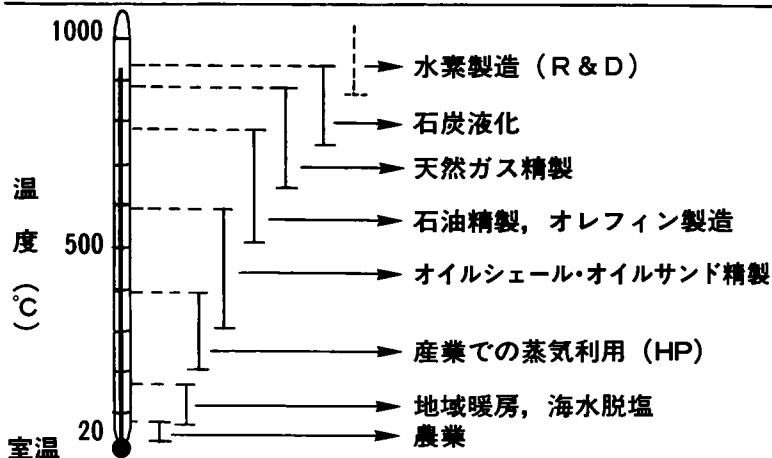 1000
水素製造（R＆D）
石炭液化
天然ガス精製
石油精製，オレフィン製造
500
オイルシェール・オイルサンド精製
産業での蒸気利用（HP）
地域暖房，海水脱塩
農業
20
室温
温度（℃）